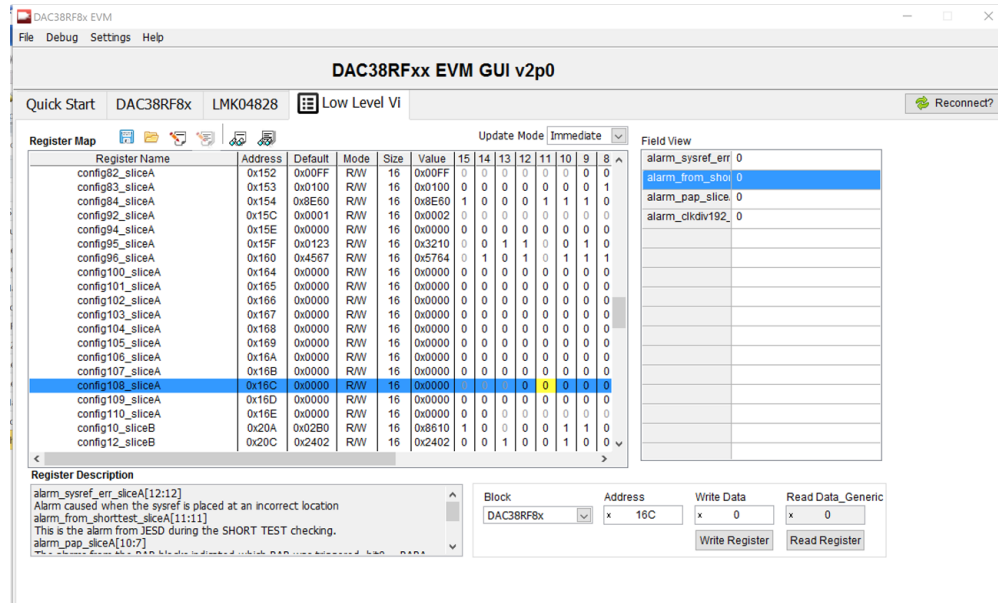 DAC38RF8x EVM
File Debug Settings Help
DAC38RFxx EVM GUI v2p0
Quick Start DAC38RF8x LMK04828 Low Level Vi Reconnect?
Register Map Update Mode Immediate Field View
Register Name Address Default Mode Size Value 15 14 13 12 11 10 9 8
config82_sliceA 0x152 0x00FF R/W 16 0x00FF 0 0 0 0 0 0 0 0
config83_sliceA 0x153 0x0100 R/W 16 0x0100 0 0 0 0 0 0 0 1
config84_sliceA 0x154 0x8E60 R/W 16 0x8E60 1 0 0 0 1 1 1 0
config92_sliceA 0x15C 0x0001 R/W 16 0x0002 0 0 0 0 0 0 0 0
config94_sliceA 0x15E 0x0000 R/W 16 0x0000 0 0 0 0 0 0 0 0
config95_sliceA 0x15F 0x0123 R/W 16 0x3210 0 0 1 1 0 0 1 0
config96_sliceA 0x160 0x4567 R/W 16 0x5764 0 1 0 1 0 1 1 1
config100_sliceA 0x164 0x0000 R/W 16 0x0000 0 0 0 0 0 0 0 0
config101_sliceA 0x165 0x0000 R/W 16 0x0000 0 0 0 0 0 0 0 0
config102_sliceA 0x166 0x0000 R/W 16 0x0000 0 0 0 0 0 0 0 0
config103_sliceA 0x167 0x0000 R/W 16 0x0000 0 0 0 0 0 0 0 0
config104_sliceA 0x168 0x0000 R/W 16 0x0000 0 0 0 0 0 0 0 0
config105_sliceA 0x169 0x0000 R/W 16 0x0000 0 0 0 0 0 0 0 0
config106_sliceA 0x16A 0x0000 R/W 16 0x0000 0 0 0 0 0 0 0 0
config107_sliceA 0x16B 0x0000 R/W 16 0x0000 0 0 0 0 0 0 0 0
config108_sliceA 0x16C 0x0000 R/W 16 0x0000 0 0 0 0 0 0 0 0
config109_sliceA 0x16D 0x0000 R/W 16 0x0000 0 0 0 0 0 0 0 0
config110_sliceA 0x16E 0x0000 R/W 16 0x0000 0 0 0 0 0 0 0 0
config10_sliceB 0x20A 0x02B0 R/W 16 0x8610 1 0 0 0 0 1 1 0
config12_sliceB 0x20C 0x2402 R/W 16 0x2402 0 0 1 0 0 1 0 0
alarm_sysref_err 0
alarm_from_shor 0
alarm_pap_slice. 0
alarm_clkdiv192_ 0
Register Description
alarm_sysref_err_sliceA[12:12]
Alarm caused when the sysref is placed at an incorrect location
alarm_from_shorttest_sliceA[11:11]
This is the alarm from JESD during the SHORT TEST checking.
alarm_pap_sliceA[10:7]
Block Address Write Data Read Data_Generic
DAC38RF8x x 16C x 0 x 0
Write Register Read Register